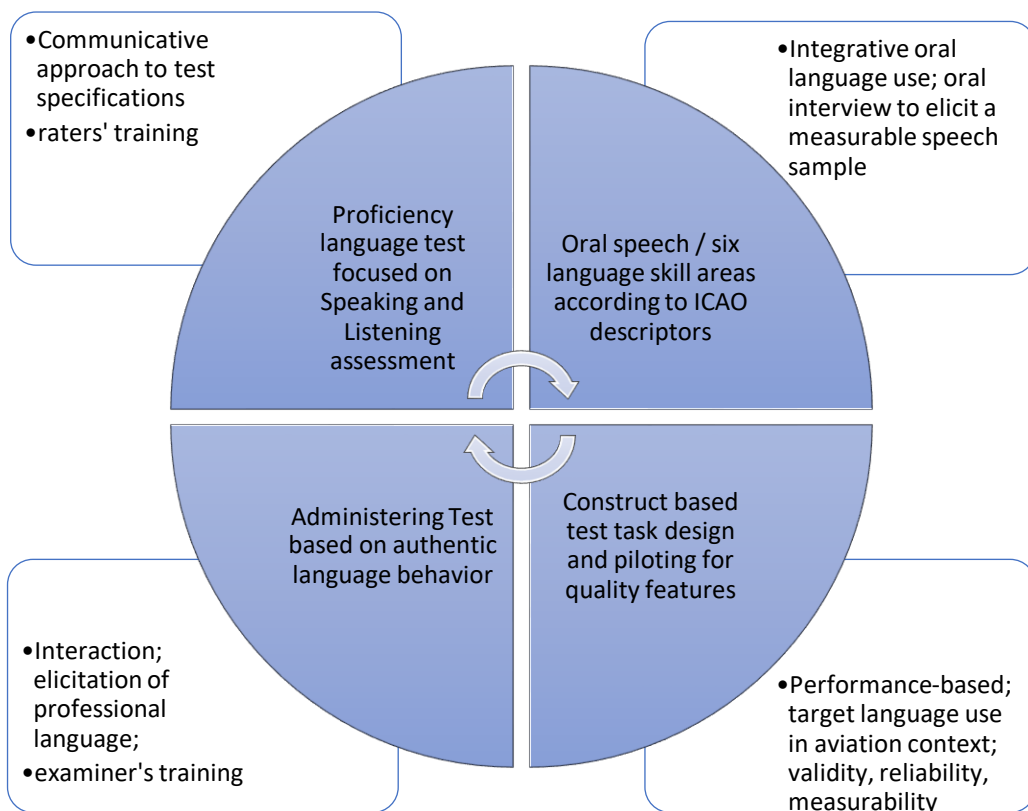 •Communicative
approach to test
specifications
•raters' training
•Integrative oral
language use; oral
interview to elicit a
measurable speech
sample
Proficiency
language test
focused on
Speaking and
Listening
assessment
Oral speech / six
language skill areas
according to ICAO
descriptors
Administering Test
based on authentic
language behavior
Construct based
test task design
and piloting for
quality features
•Interaction;
elicitation of
professional
language;
•examiner's training
•Performance-based;
target language use
in aviation context;
validity, reliability,
measurability